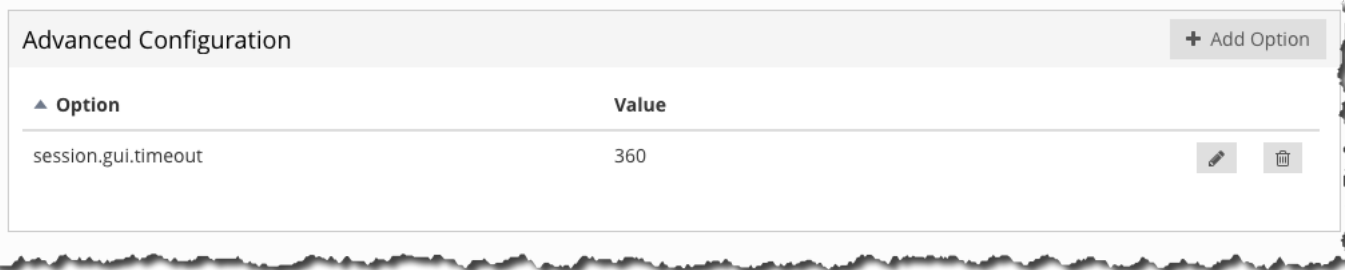 Advanced Configuration
Add Option
Option Value
session.gui.timeout 360